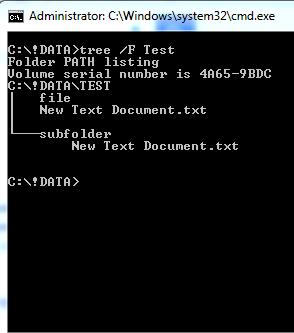 Administrator: C:\Windows\system32\cmd.exe
C:\!DATA>tree /F Test
Folder PATH listing
Volume serial number is 4A65-9BDC
C:\!DATA\TEST
│   file
│   New Text Document.txt
│
└───subfolder
        New Text Document.txt
C:\!DATA>